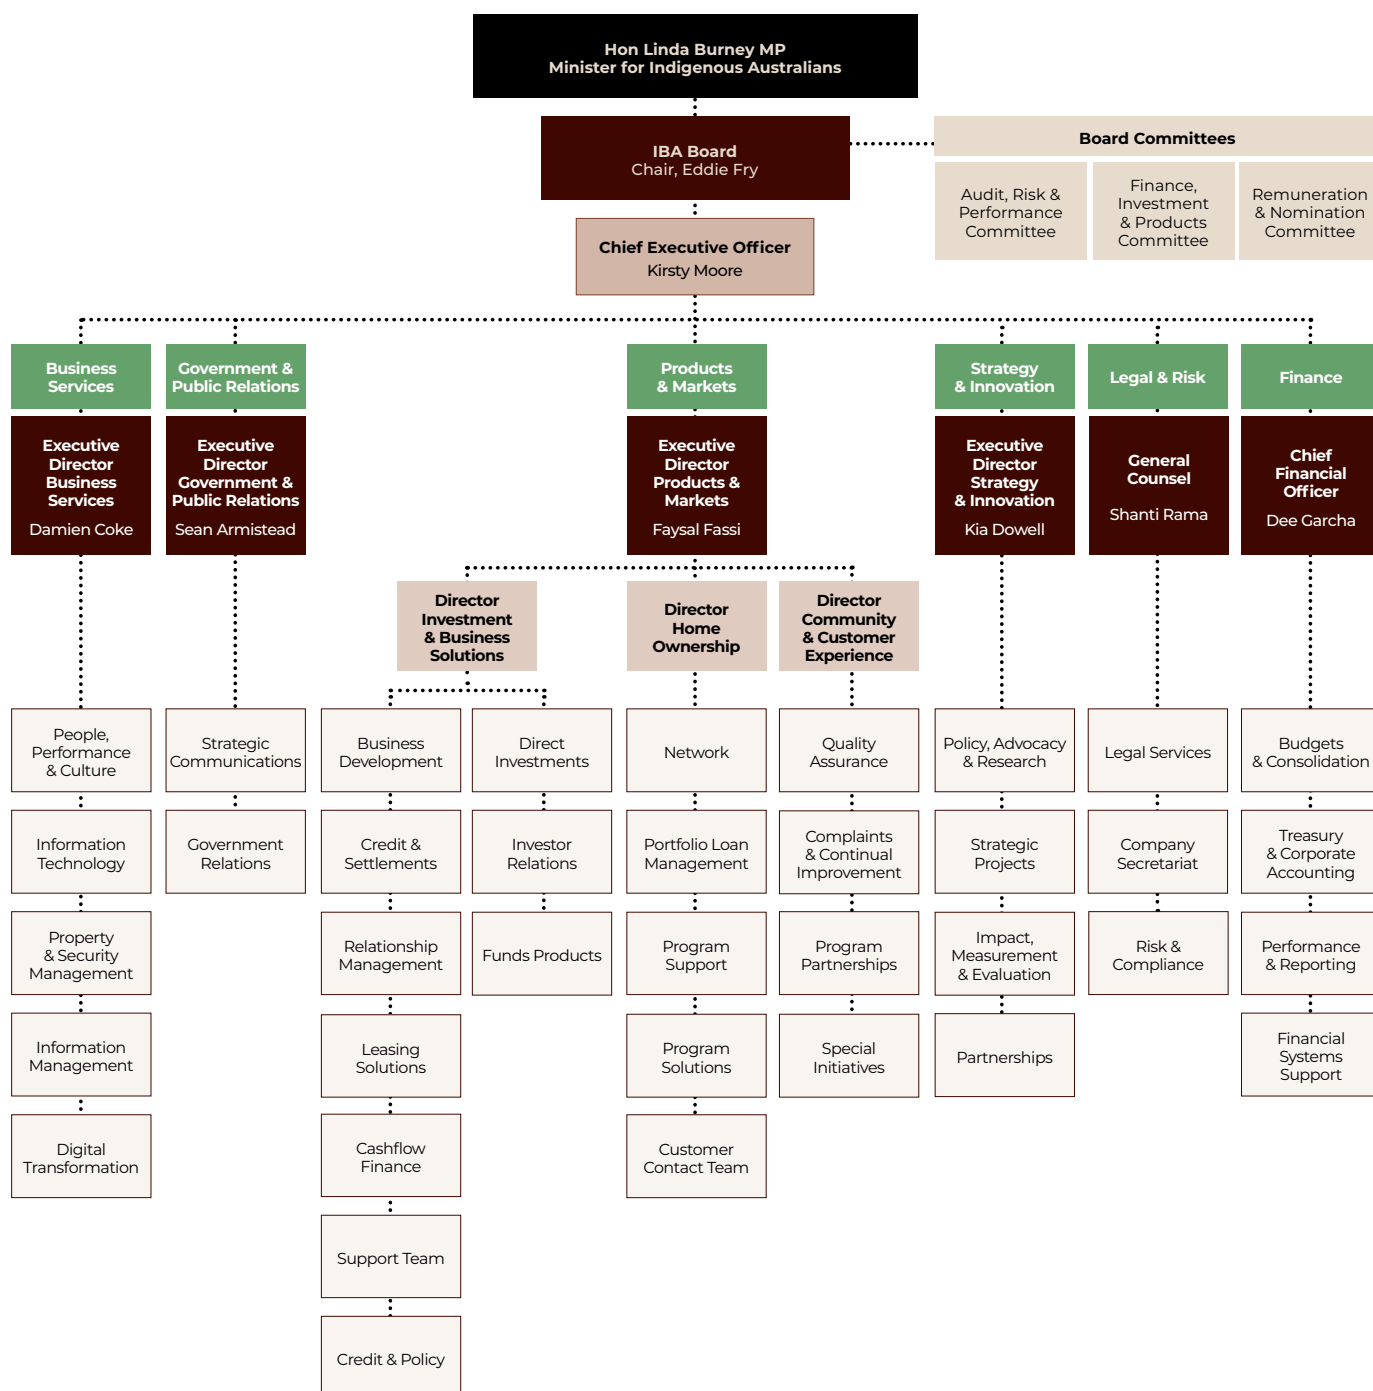 Hon Linda Burney MP
Minister for Indigenous Australians
IBA Board
Chair, Eddie Fry
Board Committees
Audit, Risk &
Performance
Committee
Finance,
Investment
& Products
Committee
Remuneration
& Nomination
Committee
Chief Executive Officer
Kirsty Moore
Business
Services
Government &
Public Relations
Products
& Markets
Strategy
& Innovation
Legal & Risk
Finance
Executive
Director
Business
Services
Damien Coke
Executive
Director
Government &
Public Relations
Sean Armistead
Executive
Director
Products &
Markets
Faysal Fassi
Executive
Director
Strategy
& Innovation
Kia Dowell
General
Counsel
Shanti Rama
Chief
Financial
Officer
Dee Garcha
Director
Investment
& Business
Solutions
Director
Home
Ownership
Director
Community
& Customer
Experience
People,
Performance
& Culture
Strategic
Communications
Business
Development
Direct
Investments
Network
Quality
Assurance
Policy, Advocacy
& Research
Legal Services
Budgets
& Consolidation
Information
Technology
Government
Relations
Credit &
Settlements
Investor
Relations
Portfolio Loan
Management
Complaints
& Continual
Improvement
Strategic
Projects
Company
Secretariat
Treasury
& Corporate
Accounting
Property
& Security
Management
Relationship
Management
Funds Products
Program
Support
Program
Partnerships
Impact,
Measurement
& Evaluation
Risk &
Compliance
Performance
& Reporting
Information
Management
Leasing
Solutions
Program
Solutions
Special
Initiatives
Partnerships
Financial
Systems
Support
Digital
Transformation
Cashflow
Finance
Customer
Contact Team
Support Team
Credit & Policy